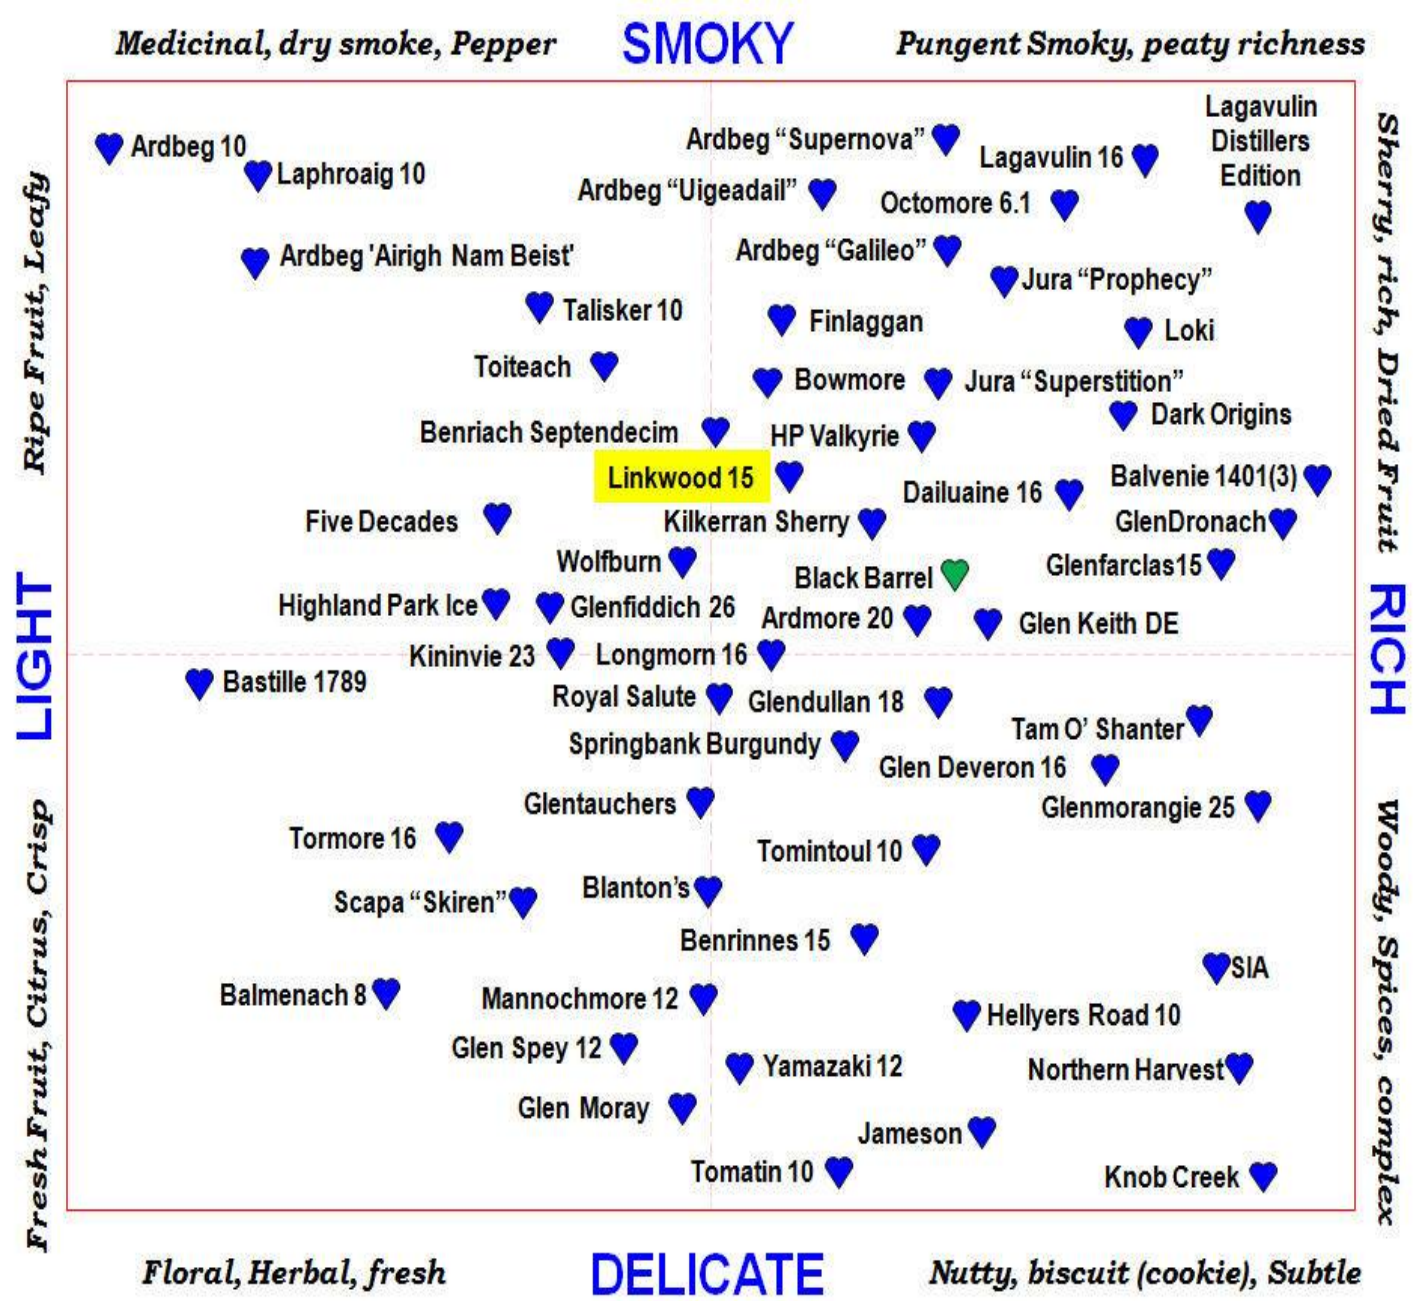 Medicinal, dry smoke, Pepper
SMOKY
Pungent Smoky, peaty richness
Ripe Fruit, Leafy
LIGHT
Fresh Fruit, Citrus, Crisp
Sherry, rich, Dried Fruit
RICH
Woody, Spices, complex
Lagavulin
Distillers
Edition
Ardbeg 10
Ardbeg “Supernova”
Lagavulin 16
Laphroaig 10
Ardbeg “Uigeadail”
Octomore 6.1
Ardbeg 'Airigh Nam Beist'
Ardbeg “Galileo”
Jura “Prophecy”
Talisker 10
Finlaggan
Loki
Toiteach
Bowmore
Jura “Superstition”
Dark Origins
Benriach Septendecim
HP Valkyrie
Linkwood 15
Balvenie 1401(3)
Dailuaine 16
Five Decades
Kilkerran Sherry
GlenDronach
Wolfburn
Black Barrel
Glenfarclas15
Highland Park Ice
Glenfiddich 26
Ardmore 20
Glen Keith DE
Kininvie 23
Longmorn 16
Bastille 1789
Royal Salute
Glendullan 18
Tam O’ Shanter
Springbank Burgundy
Glen Deveron 16
Glentauchers
Glenmorangie 25
Tormore 16
Tomintoul 10
Scapa “Skiren”
Blanton’s
Benrinnes 15
SIA
Balmenach 8
Mannochmore 12
Hellyers Road 10
Glen Spey 12
Yamazaki 12
Northern Harvest
Glen Moray
Jameson
Tomatin 10
Knob Creek
Floral, Herbal, fresh
DELICATE
Nutty, biscuit (cookie), Subtle